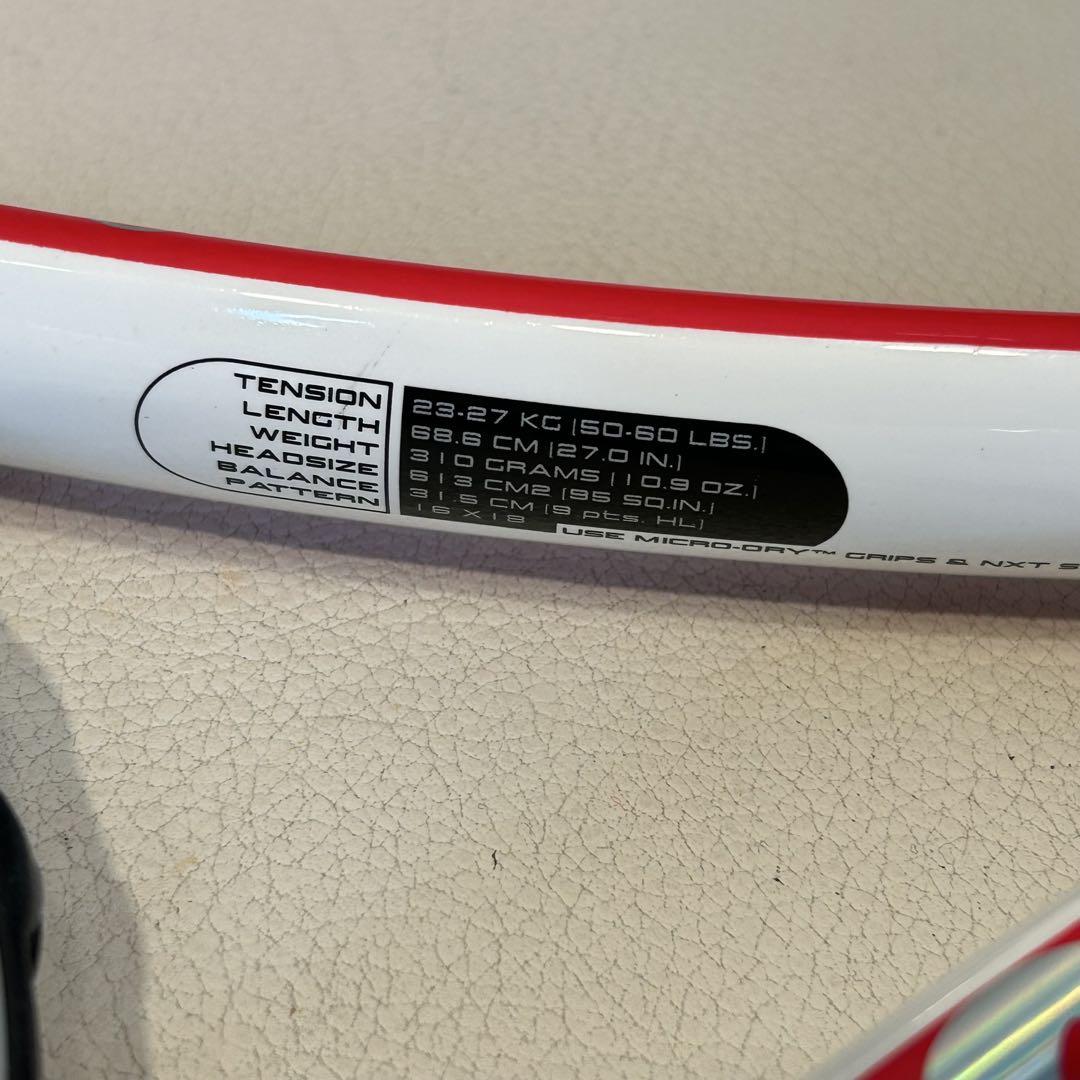 TENSION 23-27 KG (50-60 LBS.)
LENGTH 68.6 CM (27.0 IN.)
WEIGHT 310 GRAMS (10.9 OZ.)
HEADSIZE 613 CM2 (95 SQ.IN.)
BALANCE 31.5 CM (9 pts. HL)
PATTERN 16 X 18
USE MICRO-DRY™ GRIPS & NXT S